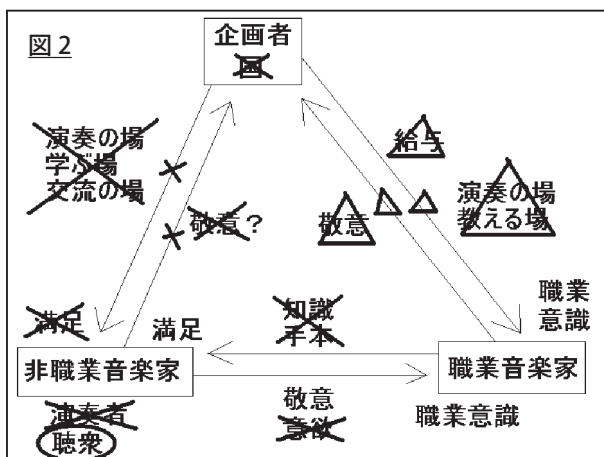 図2
企画者
国
演奏の場
学ぶ場
交流の場
敬意？
敬意
給与
演奏の場
教える場
職業
意識
満足
満足
知識
手本
非職業音楽家
職業音楽家
演奏者
聴衆
敬意
意欲
職業意識